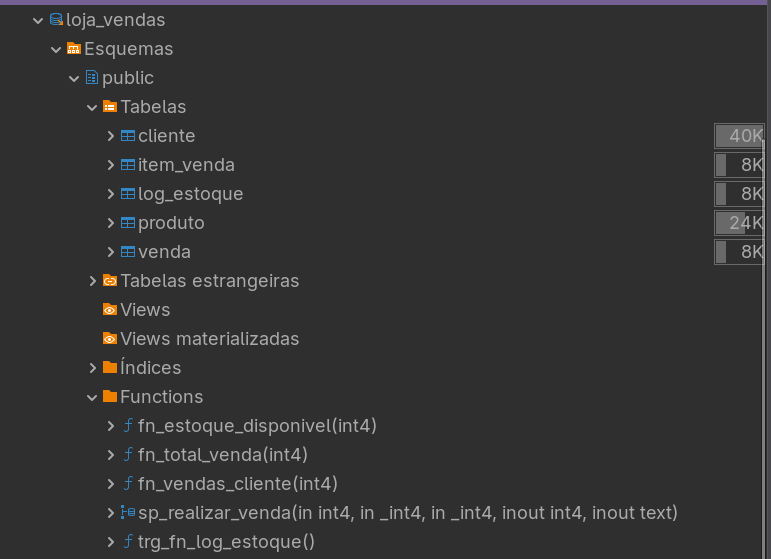 loja_vendas
Esquemas
public
Tabelas
cliente 40K
item_venda 8K
log_estoque 8K
produto 24K
venda 8K
Tabelas estrangeiras
Views
Views materializadas
Índices
Functions
fn_estoque_disponivel(int4)
fn_total_venda(int4)
fn_vendas_cliente(int4)
sp_realizar_venda(in int4, in _int4, in _int4, inout int4, inout text)
trg_fn_log_estoque()